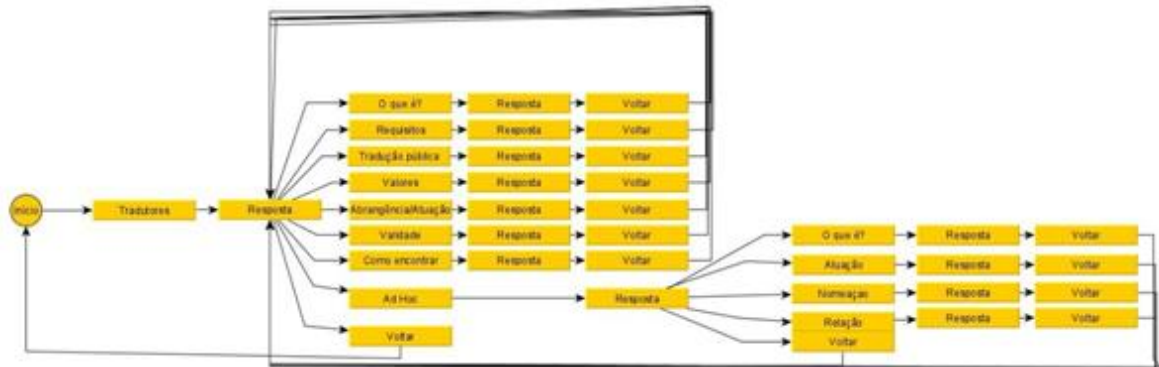 O que é?
Resposta
Voltar
Requisitos
Resposta
Voltar
Tradução pública
Resposta
Voltar
Valores
Resposta
Voltar
Início
Tradutores
Resposta
Abrangência/Atuação
Resposta
Voltar
Validade
Resposta
Voltar
Como encontrar
Resposta
Voltar
Ad Hoc
Resposta
Voltar
O que é?
Resposta
Voltar
Atuação
Resposta
Voltar
Nomeaçao
Resposta
Voltar
Relação
Resposta
Voltar
Voltar